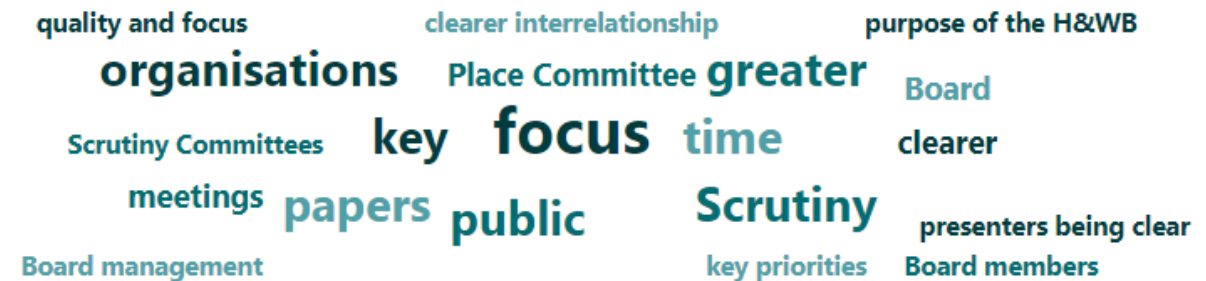 quality and focus clearer interrelationship purpose of the H&WB
organisations Place Committee greater Board
Scrutiny Committees key focus time clearer
meetings papers public Scrutiny presenters being clear
Board management key priorities Board members